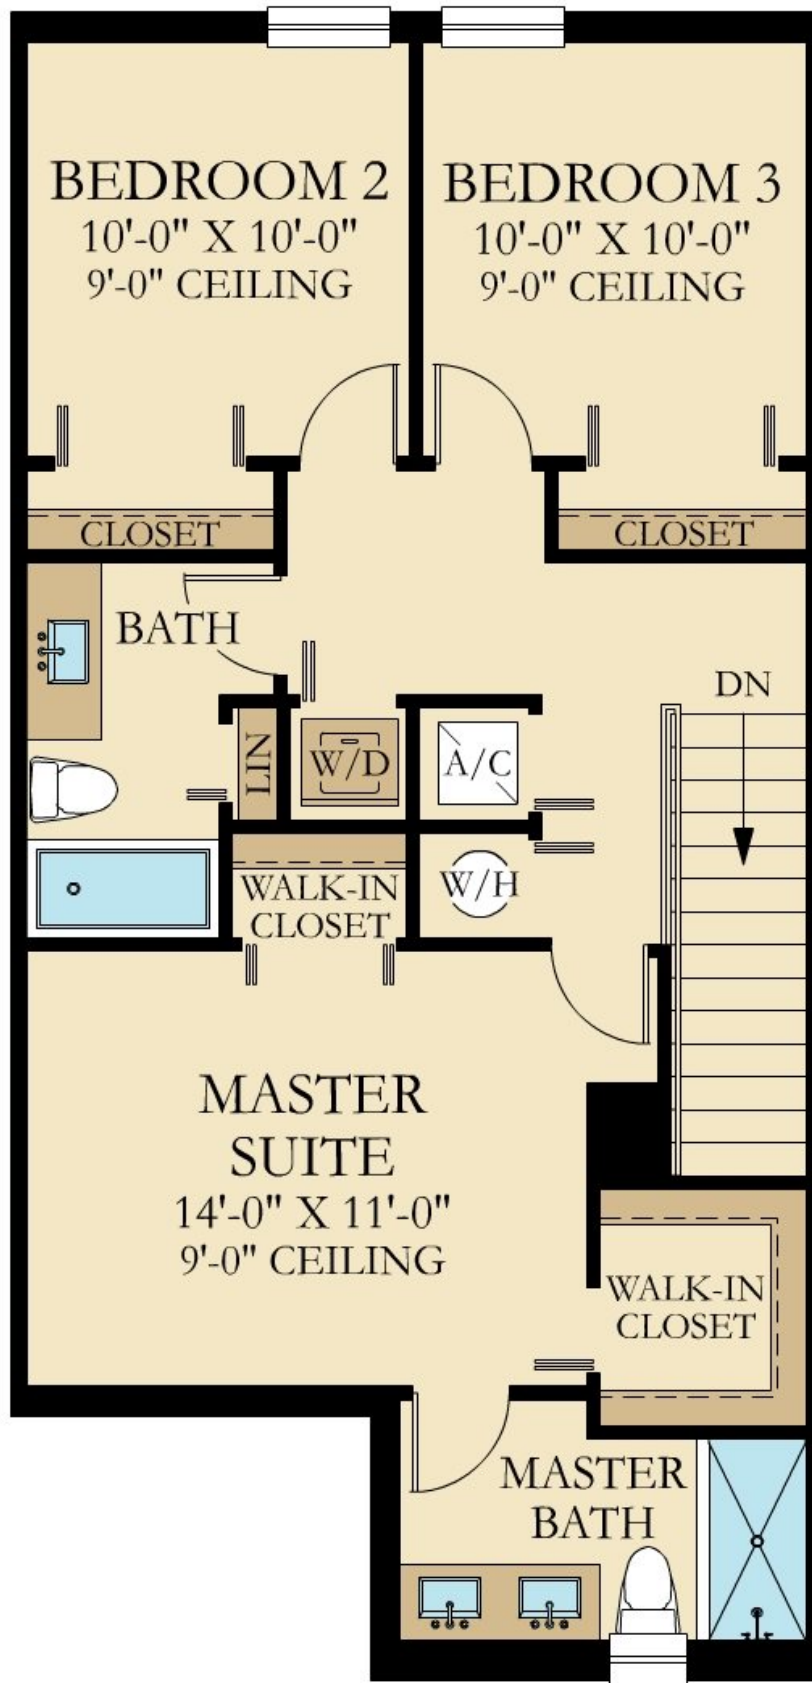 BEDROOM 2
10'-0" X 10'-0"
9'-0" CEILING
BEDROOM 3
10'-0" X 10'-0"
9'-0" CEILING
CLOSET
CLOSET
BATH
DN
LIN
W/D
A/C
WALK-IN
CLOSET
W/H
MASTER
SUITE
14'-0" X 11'-0"
9'-0" CEILING
WALK-IN
CLOSET
MASTER
BATH